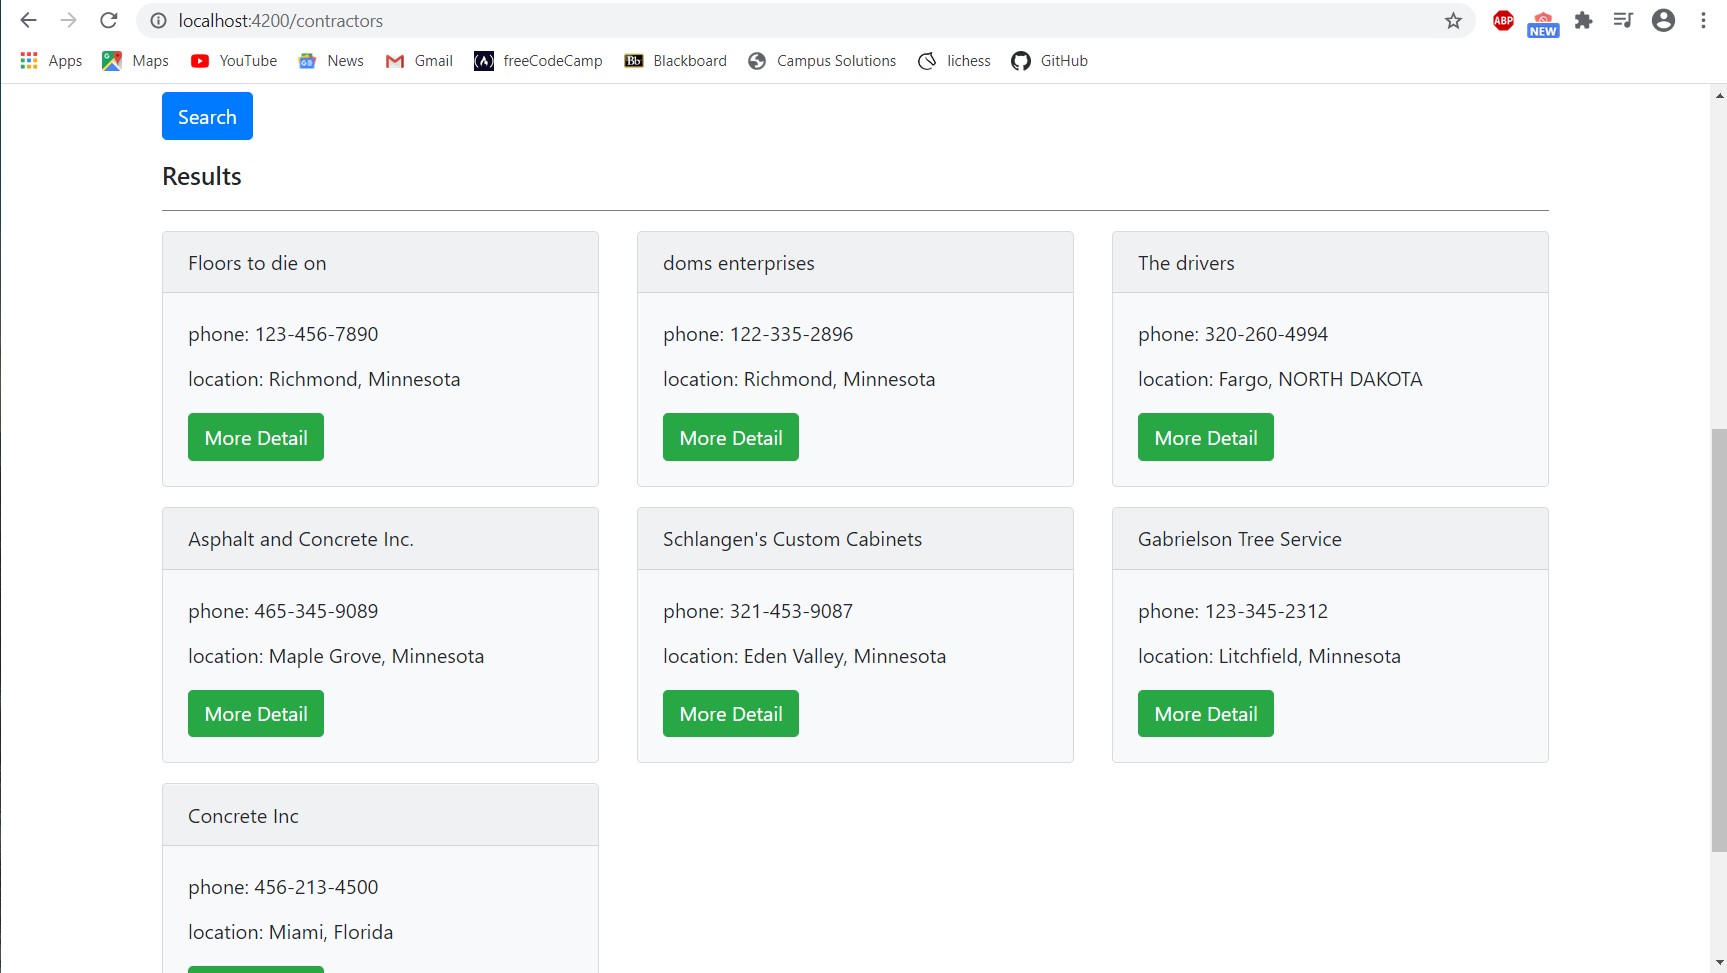 localhost:4200/contractors
ABP
NEW
Apps Maps YouTube News Gmail freeCodeCamp Bb Blackboard Campus Solutions lichess GitHub
Search
Results
Floors to die on
phone: 123-456-7890
location: Richmond, Minnesota
More Detail
doms enterprises
phone: 122-335-2896
location: Richmond, Minnesota
More Detail
The drivers
phone: 320-260-4994
location: Fargo, NORTH DAKOTA
More Detail
Asphalt and Concrete Inc.
phone: 465-345-9089
location: Maple Grove, Minnesota
More Detail
Schlangen's Custom Cabinets
phone: 321-453-9087
location: Eden Valley, Minnesota
More Detail
Gabrielson Tree Service
phone: 123-345-2312
location: Litchfield, Minnesota
More Detail
Concrete Inc
phone: 456-213-4500
location: Miami, Florida